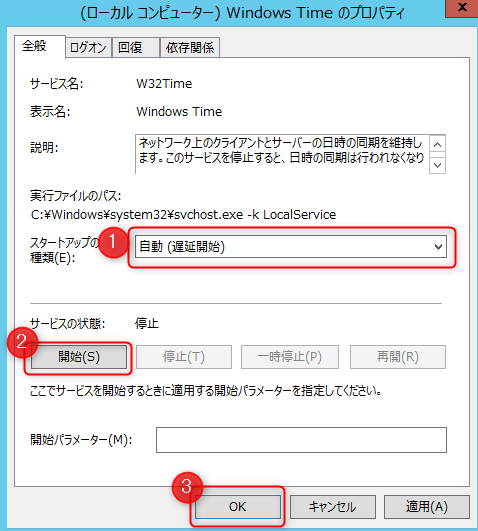 (ローカル コンピューター) Windows Time のプロパティ
x
全般 ログオン 回復 依存関係
サービス名: W32Time
表示名: Windows Time
説明: ネットワーク上のクライアントとサーバーの日時の同期を維持し
ます。このサービスを停止すると、日時の同期は行われなくなり
実行ファイルのパス:
C:¥Windows¥system32¥svchost.exe -k LocalService
スタートアップの
種類(E):
1
自動 (遅延開始)
サービスの状態: 停止
2
開始(S) 停止(T) 一時停止(P) 再開(R)
ここでサービスを開始するときに適用する開始パラメーターを指定してください。
開始パラメーター(M):
3
OK キャンセル 適用(A)